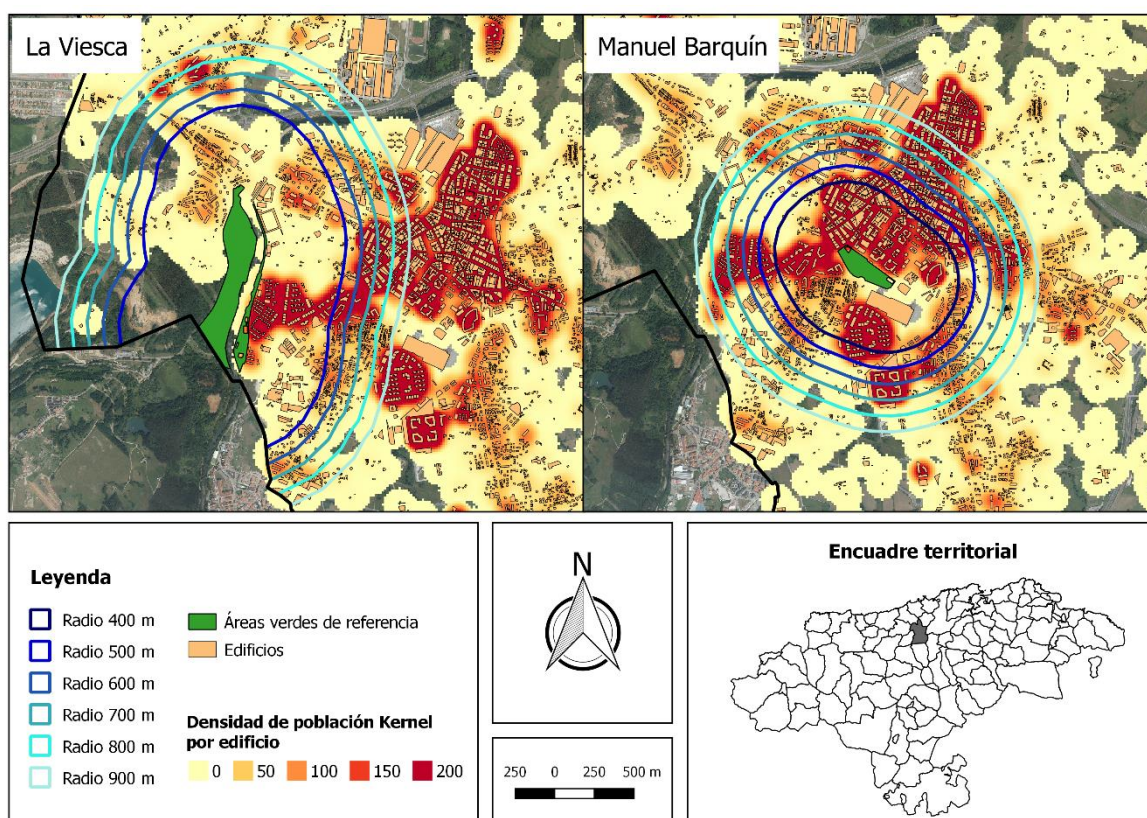 La Viesca
Manuel Barquín
Leyenda
Radio 400 m
Radio 500 m
Radio 600 m
Radio 700 m
Radio 800 m
Radio 900 m
Áreas verdes de referencia
Edificios
Densidad de población Kernel
por edificio
0 50 100 150 200
N
250 0 250 500 m
Encuadre territorial